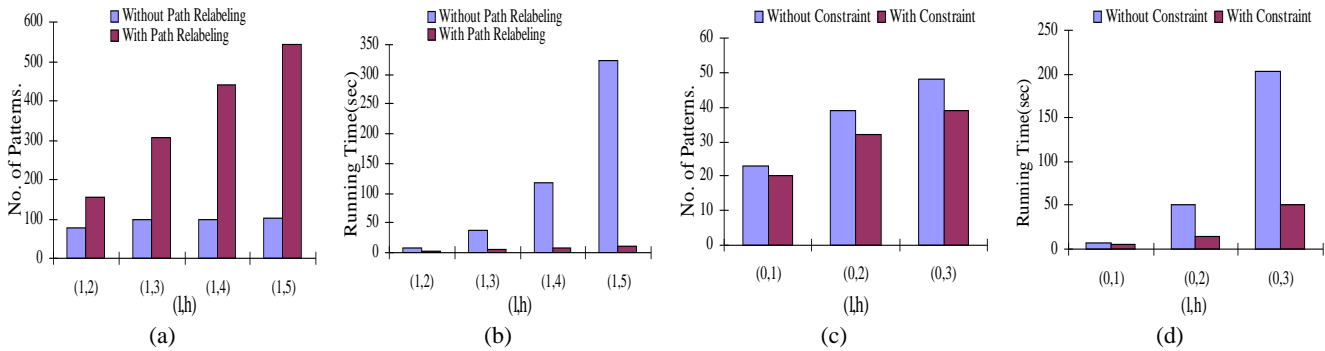 Without Path Relabeling
With Path Relabeling
No. of Patterns.
600
500
400
300
200
100
0
(1,2) (1,3) (1,4) (1,5)
(l,h)
(a)
Without Path Relabeling
With Path Relabeling
Running Time(sec)
350
300
250
200
150
100
50
0
(1,2) (1,3) (1,4) (1,5)
(l,h)
(b)
Without Constraint With Constraint
No. of Patterns.
60
50
40
30
20
10
0
(0,1) (0,2) (0,3)
(l,h)
(c)
Without Constraint With Constraint
Running Time(sec)
250
200
150
100
50
0
(0,1) (0,2) (0,3)
(l,h)
(d)